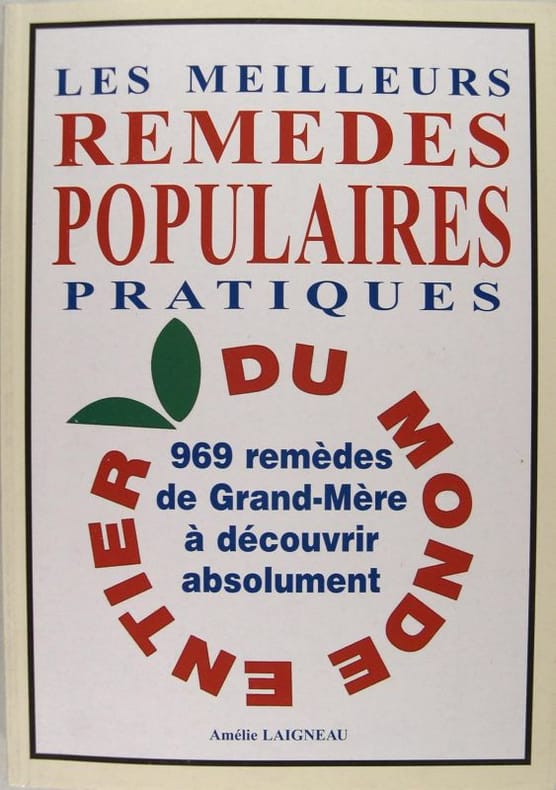 LES MEILLEURS
REMEDES
POPULAIRES
PRATIQUES
DU MONDE ENTIER
969 remèdes
de Grand-Mère
à découvrir
absolument
Amélie LAIGNEAU